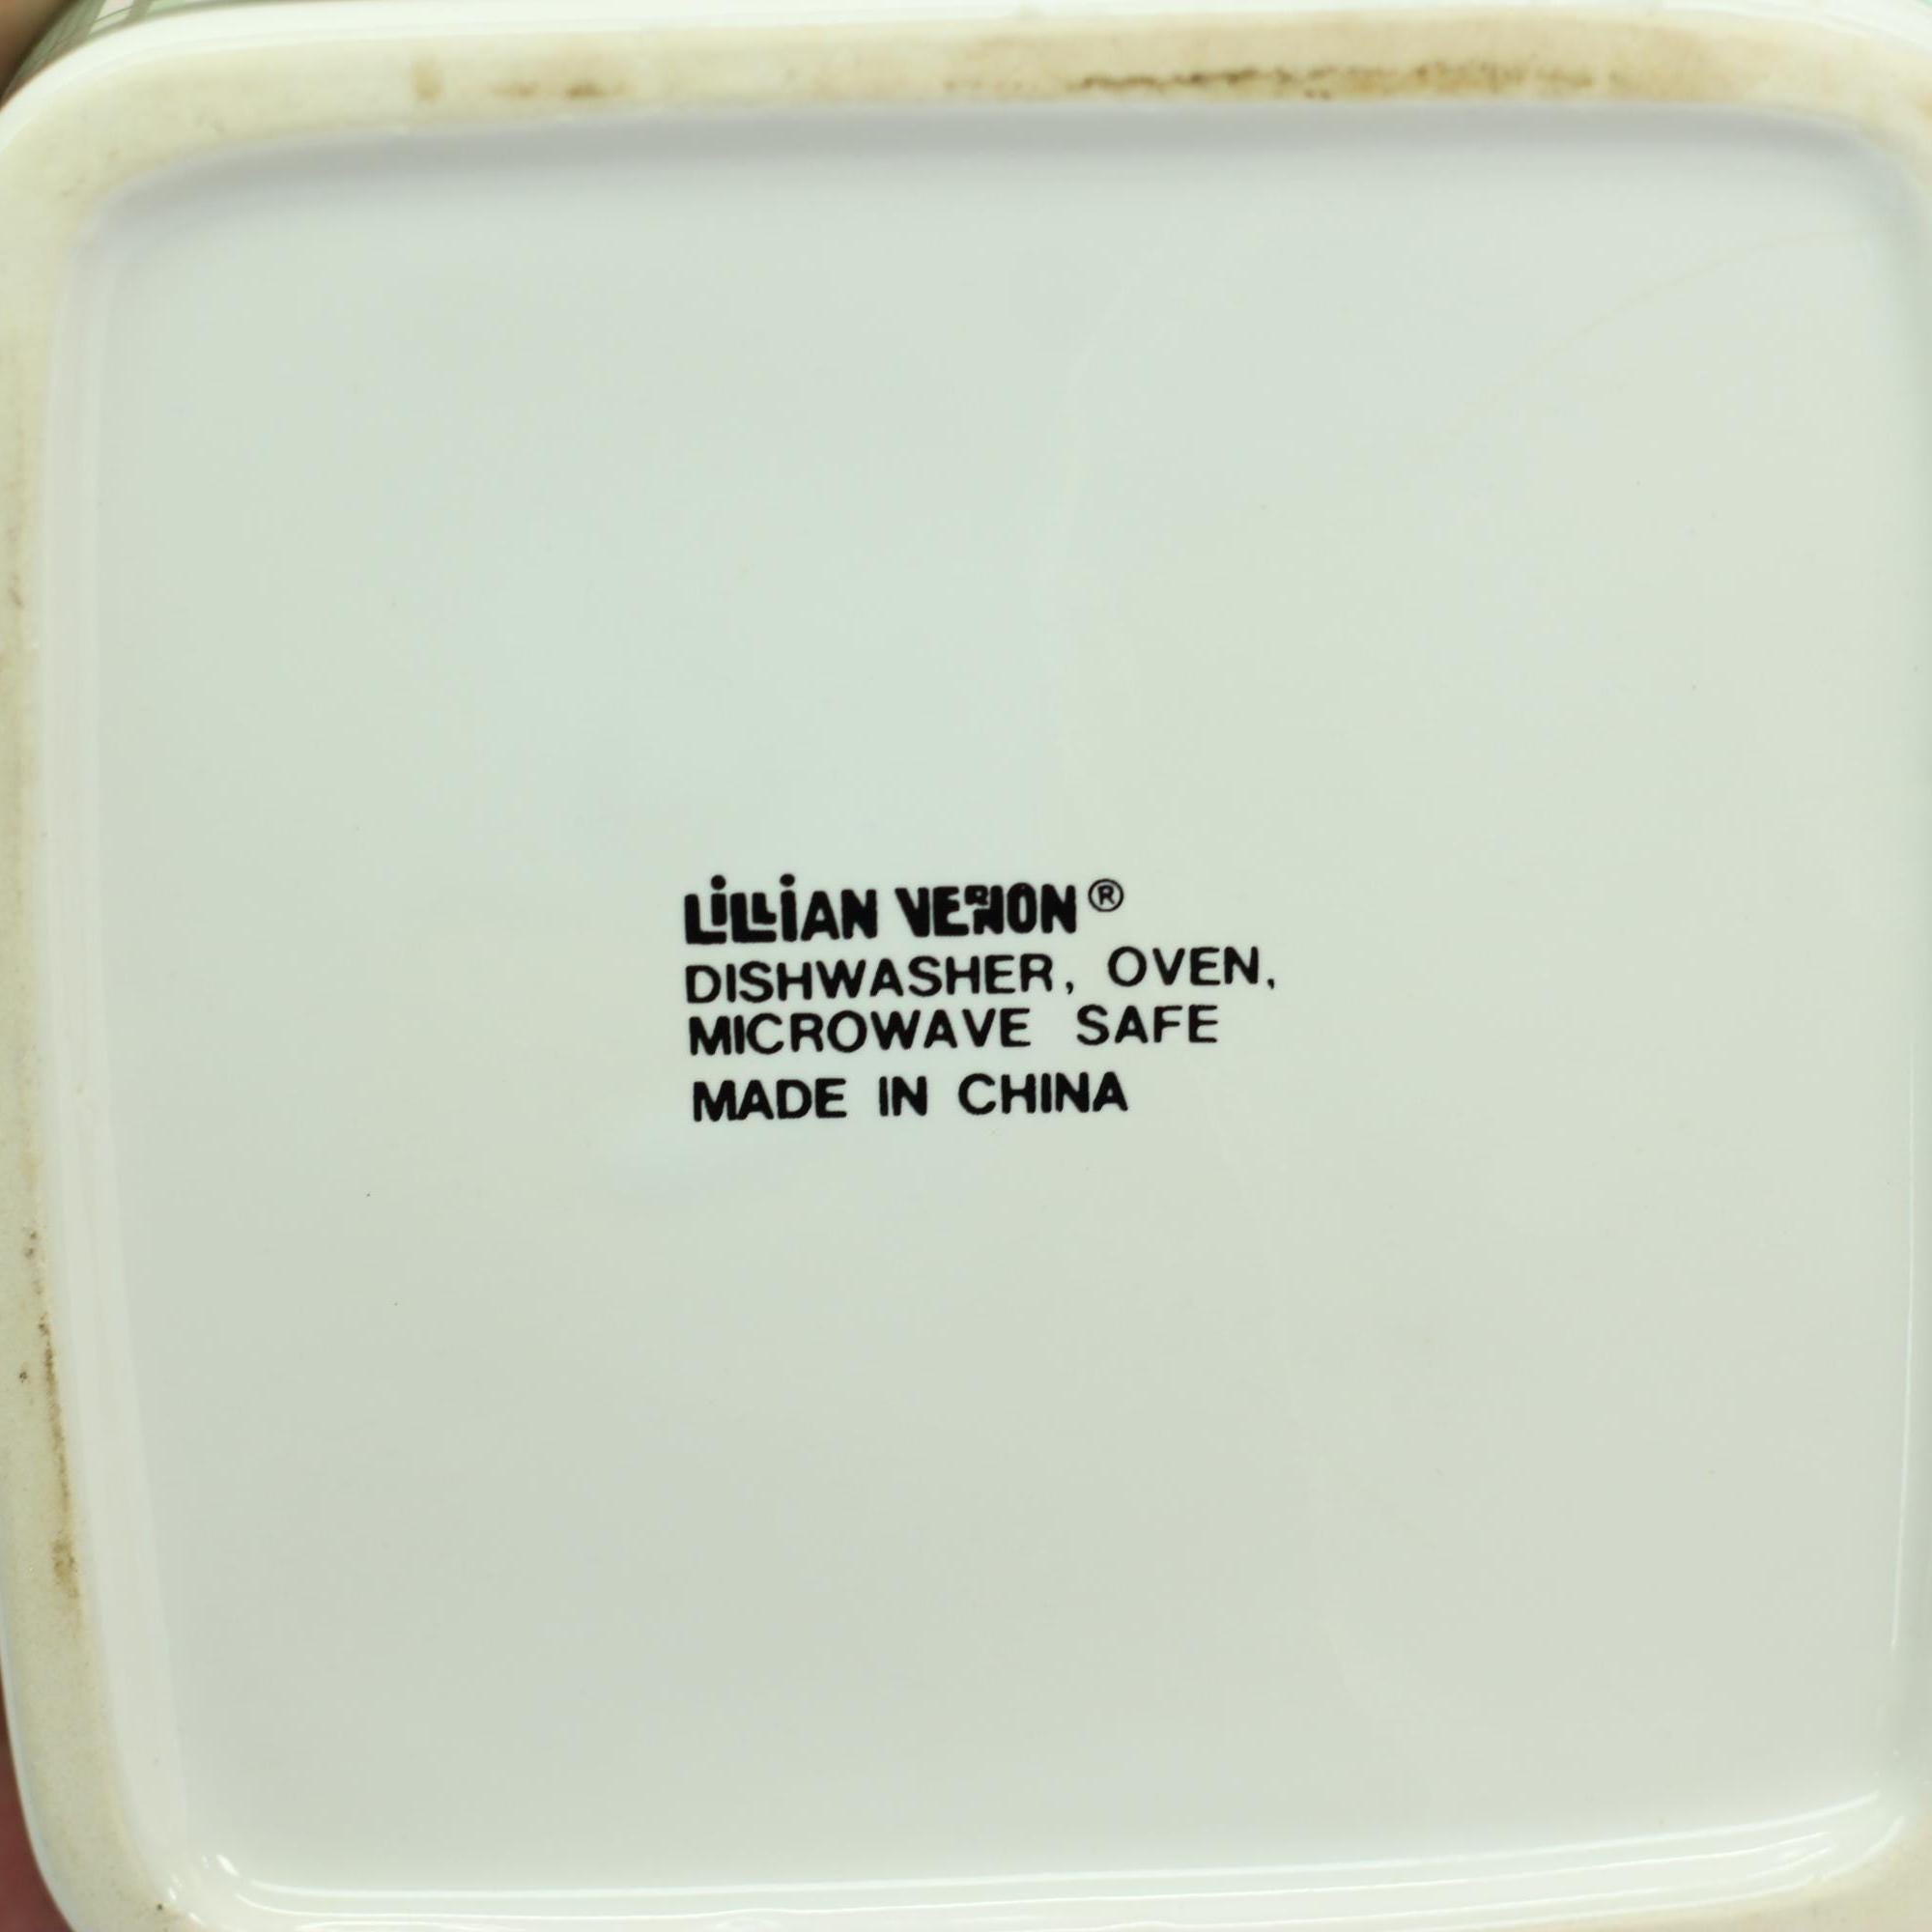 LiLLiAN VERNON®
DISHWASHER, OVEN,
MICROWAVE SAFE
MADE IN CHINA